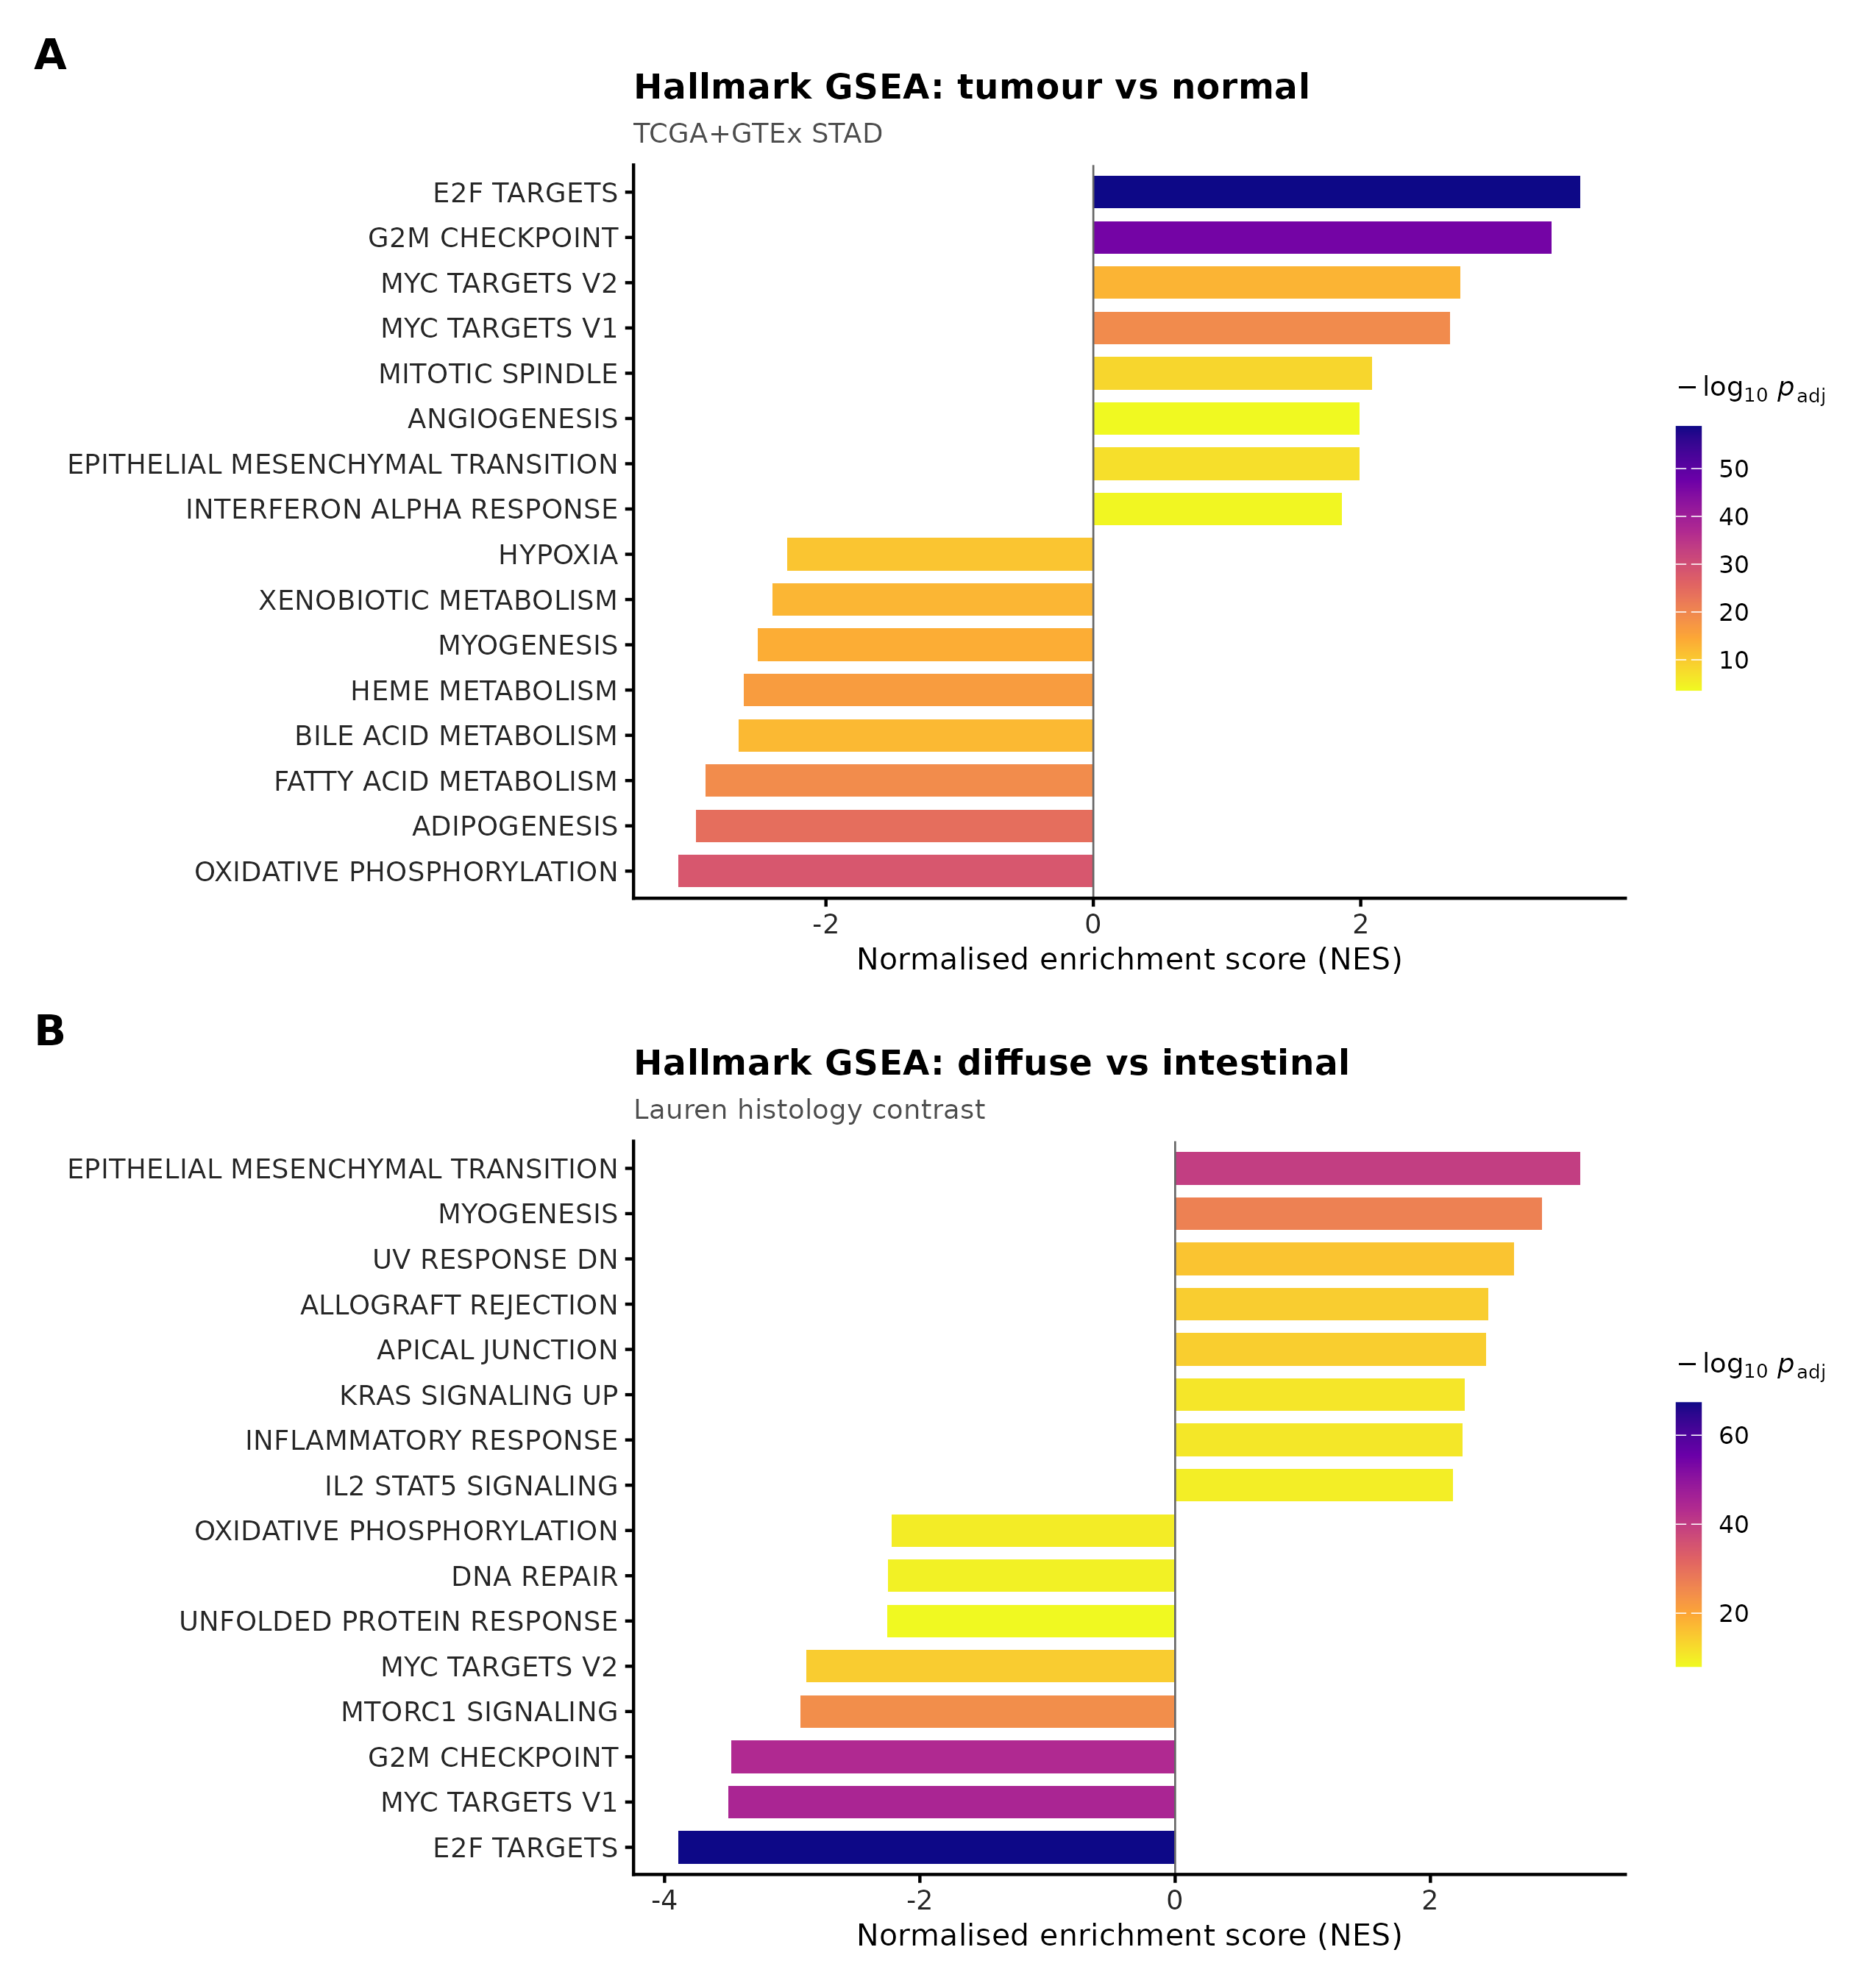 A
Hallmark GSEA: tumour vs normal
TCGA+GTEx STAD
E2F TARGETS
G2M CHECKPOINT
MYC TARGETS V2
MYC TARGETS V1
MITOTIC SPINDLE
ANGIOGENESIS
EPITHELIAL MESENCHYMAL TRANSITION
INTERFERON ALPHA RESPONSE
HYPOXIA
XENOBIOTIC METABOLISM
MYOGENESIS
HEME METABOLISM
BILE ACID METABOLISM
FATTY ACID METABOLISM
ADIPOGENESIS
OXIDATIVE PHOSPHORYLATION
-2 0 2
Normalised enrichment score (NES)
−log10 padj
50
40
30
20
10
B
Hallmark GSEA: diffuse vs intestinal
Lauren histology contrast
EPITHELIAL MESENCHYMAL TRANSITION
MYOGENESIS
UV RESPONSE DN
ALLOGRAFT REJECTION
APICAL JUNCTION
KRAS SIGNALING UP
INFLAMMATORY RESPONSE
IL2 STAT5 SIGNALING
OXIDATIVE PHOSPHORYLATION
DNA REPAIR
UNFOLDED PROTEIN RESPONSE
MYC TARGETS V2
MTORC1 SIGNALING
G2M CHECKPOINT
MYC TARGETS V1
E2F TARGETS
-4 -2 0 2
Normalised enrichment score (NES)
−log10 padj
60
40
20